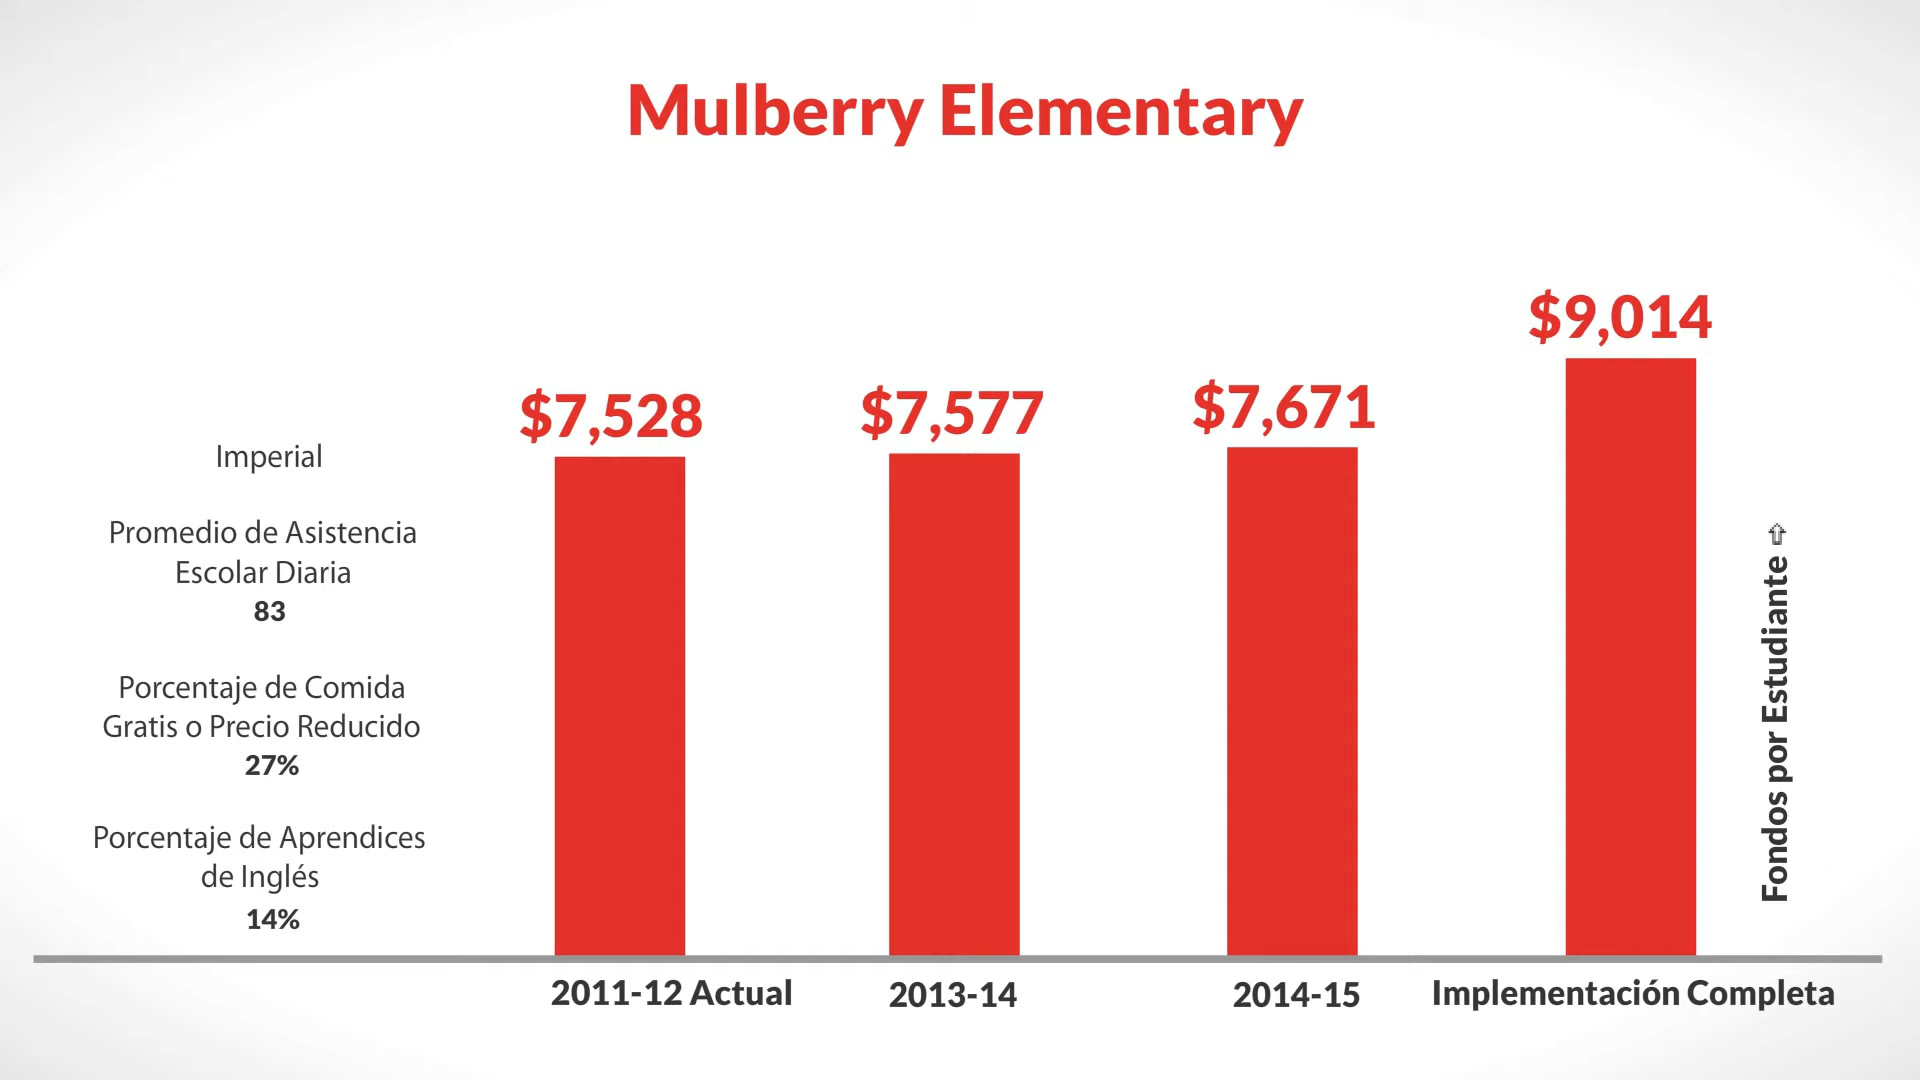 Mulberry Elementary
Imperial
Promedio de Asistencia
Escolar Diaria
83
Porcentaje de Comida
Gratis o Precio Reducido
27%
Porcentaje de Aprendices
de Inglés
14%
$7,528
$7,577
$7,671
$9,014
2011-12 Actual
2013-14
2014-15
Implementación Completa
Fondos por Estudiante ⇧